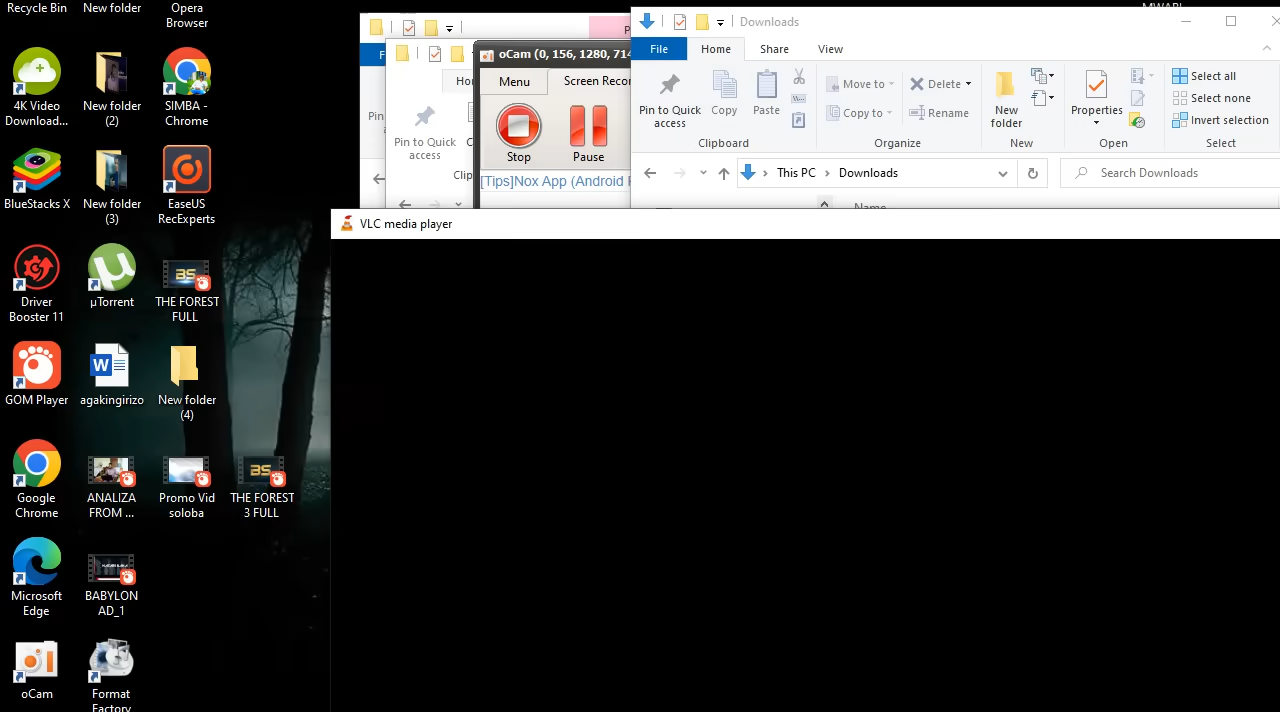 Recycle Bin
New folder
Opera
Browser
4K Video
Download...
New folder
(2)
SIMBA -
Chrome
BlueStacks X
New folder
(3)
EaseUS
RecExperts
Driver
Booster 11
µTorrent
THE FOREST
FULL
GOM Player
agakingirizo
New folder
(4)
Google
Chrome
ANALIZA
FROM ...
Promo Vid
soloba
THE FOREST
3 FULL
Microsoft
Edge
BABYLON
AD_1
oCam
Format
Factory
oCam (0, 156, 1280, 714
Menu
Screen Recor
Stop
Pause
[Tips]Nox App (Android
Pin to Quick
access
Clip
Downloads
File
Home
Share
View
Pin to Quick
access
Copy
Paste
Move to
Copy to
Delete
Rename
New
folder
Properties
Select all
Select none
Invert selection
Clipboard
Organize
New
Open
Select
This PC
Downloads
Search Downloads
Name
VLC media player